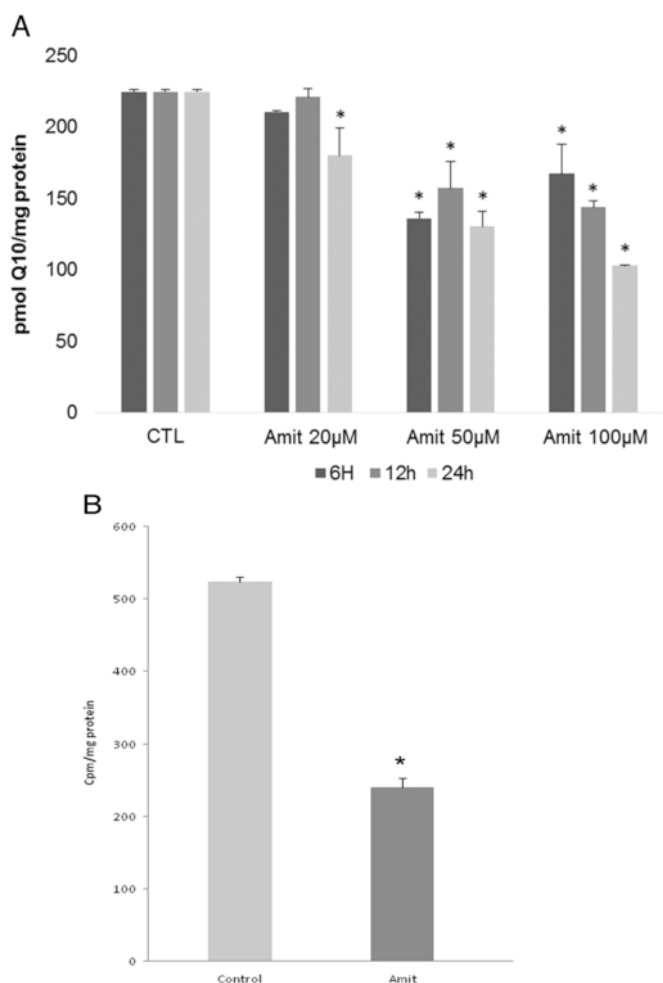 A
pmol Q10/mg protein
250
200
150
100
50
0
*
* * *
* * *
CTL Amit 20μM Amit 50μM Amit 100μM
6H 12h 24h
B
Cpm/mg protein
600
500
400
300
200
100
0
*
Control Amit